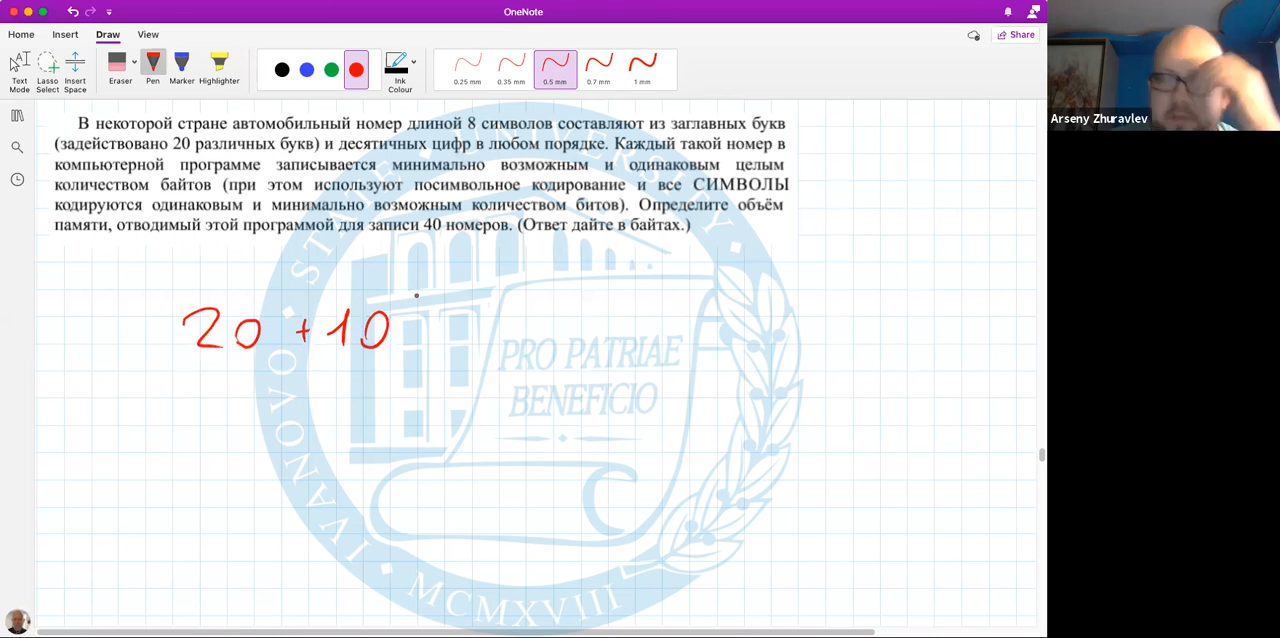 OneNote
Home Insert Draw View
Share
Text Mode
Lasso Select
Insert Space
Eraser
Pen
Marker
Highlighter
Ink Colour
0.25 mm
0.35 mm
0.5 mm
0.7 mm
1 mm
Arseny Zhuravlev
В некоторой стране автомобильный номер длиной 8 символов составляют из заглавных букв
(задействовано 20 различных букв) и десятичных цифр в любом порядке. Каждый такой номер в
компьютерной программе записывается минимально возможным и одинаковым целым
количеством байтов (при этом используют посимвольное кодирование и все СИМВОЛЫ
кодируются одинаковым и минимально возможным количеством битов). Определите объём
памяти, отводимый этой программой для записи 40 номеров. (Ответ дайте в байтах.)
20 + 10
IVANOVO • STATE UNIVERSITY
PRO PATRIAE
BENEFICIO
MCMXVIII